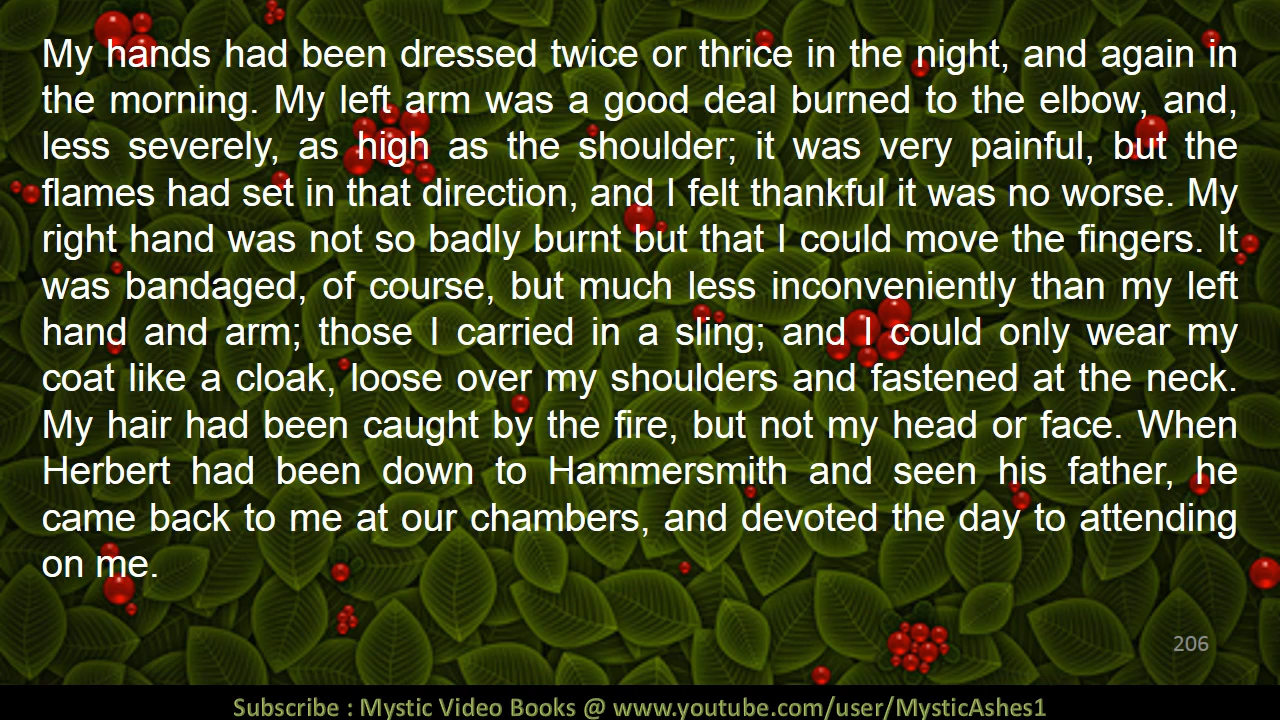 My hands had been dressed twice or thrice in the night, and again in
the morning. My left arm was a good deal burned to the elbow, and,
less severely, as high as the shoulder; it was very painful, but the
flames had set in that direction, and I felt thankful it was no worse. My
right hand was not so badly burnt but that I could move the fingers. It
was bandaged, of course, but much less inconveniently than my left
hand and arm; those I carried in a sling; and I could only wear my
coat like a cloak, loose over my shoulders and fastened at the neck.
My hair had been caught by the fire, but not my head or face. When
Herbert had been down to Hammersmith and seen his father, he
came back to me at our chambers, and devoted the day to attending
on me.
206
Subscribe : Mystic Video Books @ www.youtube.com/user/MysticAshes1